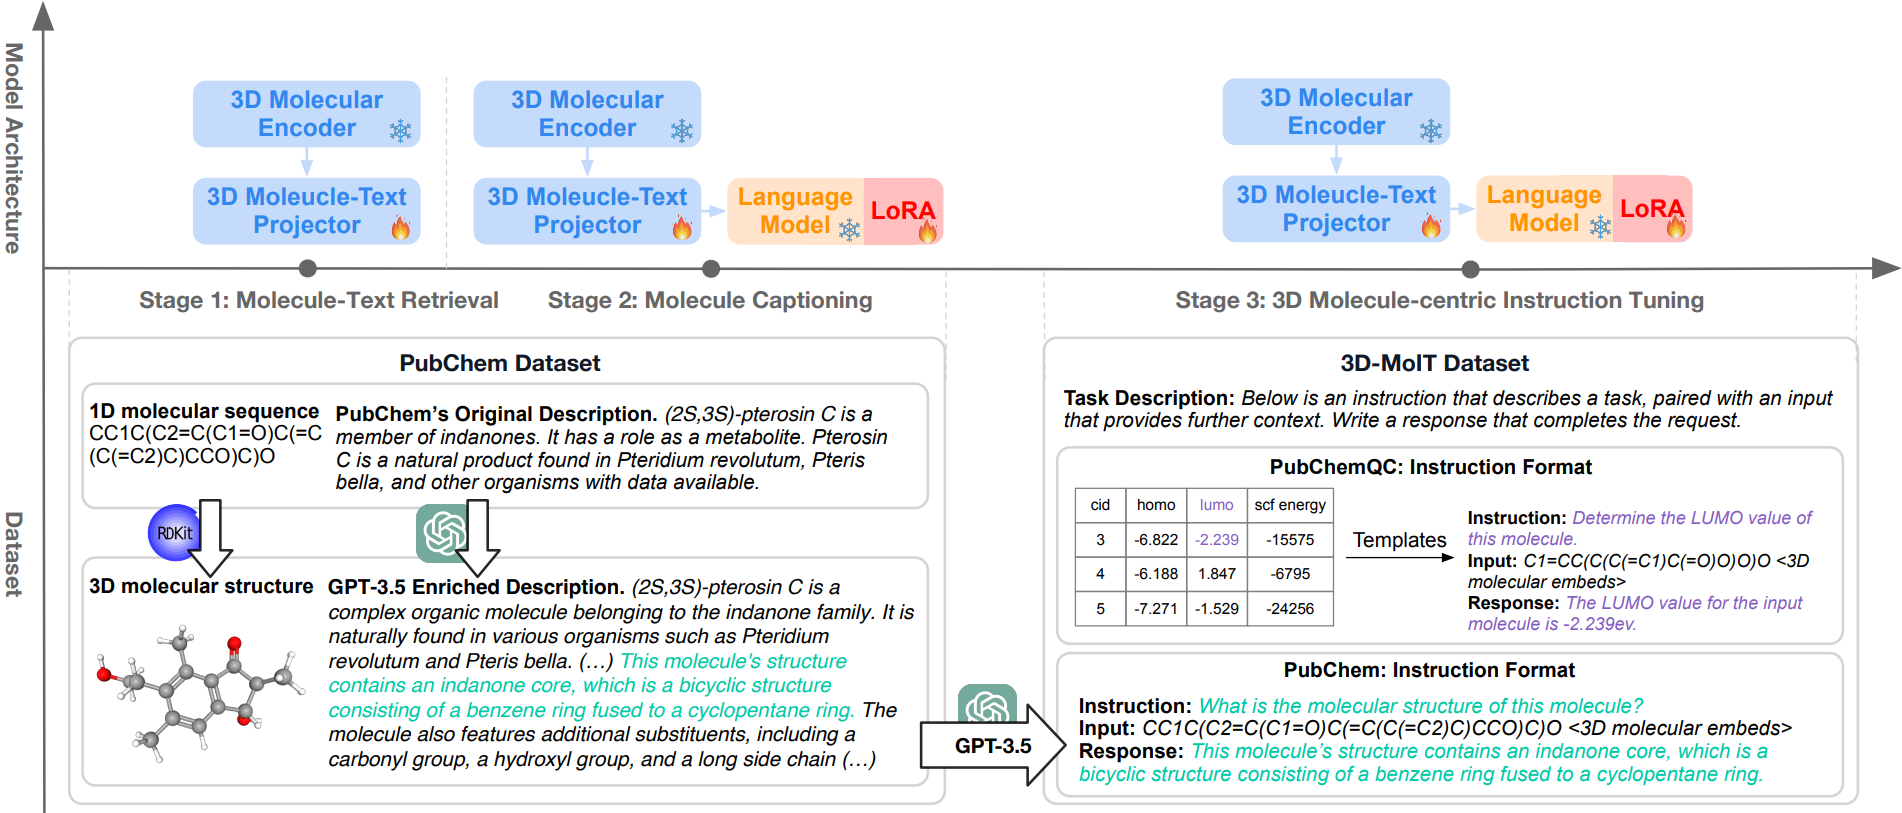 Model Architecture
3D Molecular
Encoder
3D Moleucle-Text
Projector
3D Molecular
Encoder
3D Moleucle-Text
Projector
Language
Model
LoRA
3D Molecular
Encoder
3D Moleucle-Text
Projector
Language
Model
LoRA
Stage 1: Molecule-Text Retrieval
Stage 2: Molecule Captioning
Stage 3: 3D Molecule-centric Instruction Tuning
Dataset
PubChem Dataset
1D molecular sequence
CC1C(C2=C(C1=O)C(=C
(C(=C2)C)CCO)C)O
PubChem's Original Description. (2S,3S)-pterosin C is a
member of indanones. It has a role as a metabolite. Pterosin
C is a natural product found in Pteridium revolutum, Pteris
bella, and other organisms with data available.
RDKit
3D molecular structure
GPT-3.5 Enriched Description. (2S,3S)-pterosin C is a
complex organic molecule belonging to the indanone family. It is
naturally found in various organisms such as Pteridium
revolutum and Pteris bella. (…) This molecule's structure
contains an indanone core, which is a bicyclic structure
consisting of a benzene ring fused to a cyclopentane ring. The
molecule also features additional substituents, including a
carbonyl group, a hydroxyl group, and a long side chain (…)
GPT-3.5
3D-MoIT Dataset
Task Description: Below is an instruction that describes a task, paired with an input
that provides further context. Write a response that completes the request.
PubChemQC: Instruction Format
cid homo lumo scf energy
3 -6.822 -2.239 -15575
4 -6.188 1.847 -6795
5 -7.271 -1.529 -24256
Templates
Instruction: Determine the LUMO value of
this molecule.
Input: C1=CC(C(C(=C1)C(=O)O)O)O <3D
molecular embeds>
Response: The LUMO value for the input
molecule is -2.239ev.
PubChem: Instruction Format
Instruction: What is the molecular structure of this molecule?
Input: CC1C(C2=C(C1=O)C(=C(C(=C2)C)CCO)C)O <3D molecular embeds>
Response: This molecule's structure contains an indanone core, which is a
bicyclic structure consisting of a benzene ring fused to a cyclopentane ring.